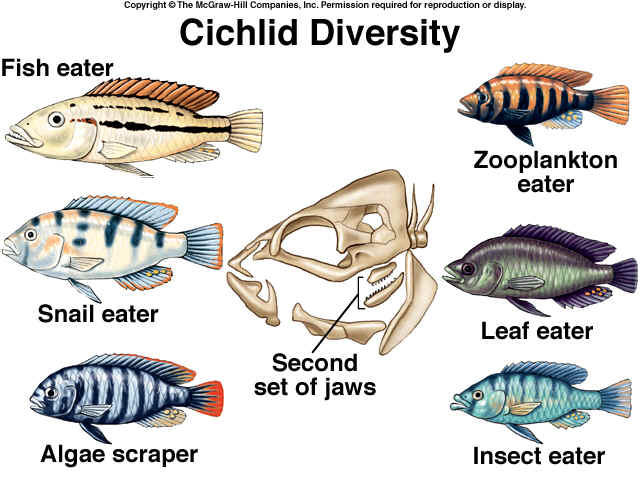 Copyright © The McGraw-Hill Companies, Inc. Permission required for reproduction or display.
Cichlid Diversity
Fish eater
Zooplankton
eater
Snail eater
Leaf eater
Second
set of jaws
Algae scraper
Insect eater